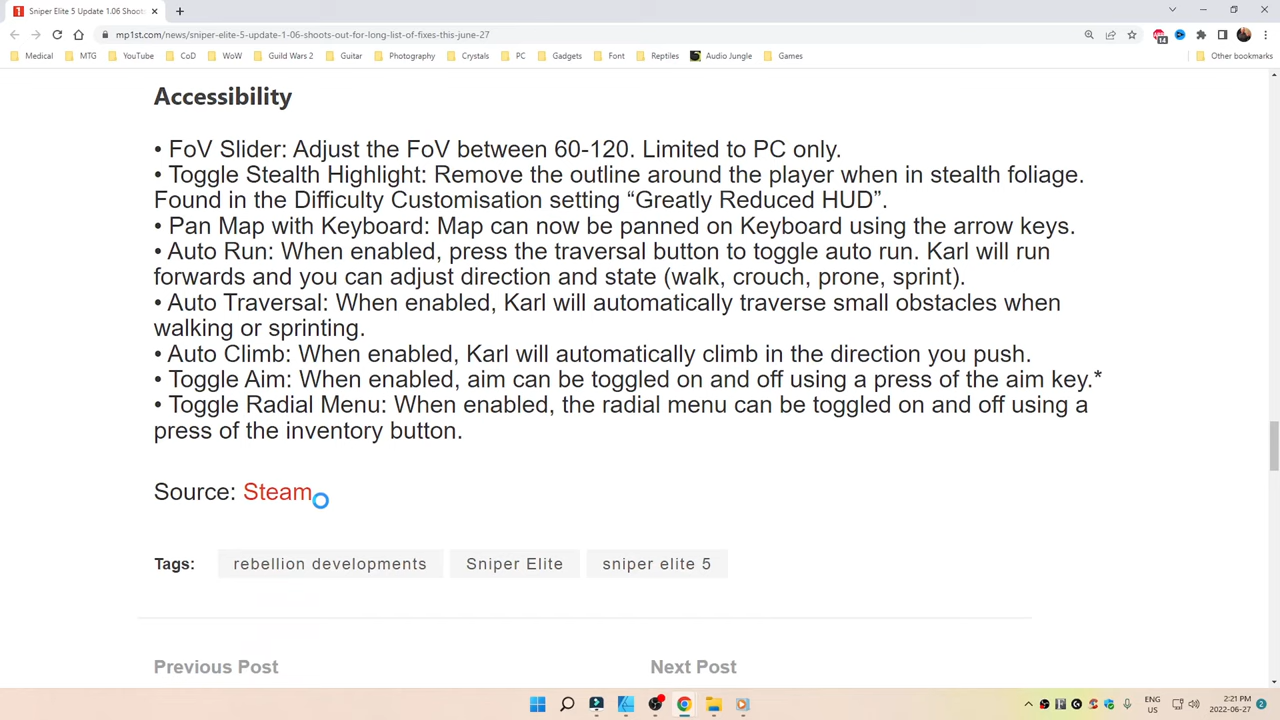 Sniper Elite 5 Update 1.06 Shoots
mp1st.com/news/sniper-elite-5-update-1-06-shoots-out-for-long-list-of-fixes-this-june-27
14
Medical
MTG
YouTube
CoD
WoW
Guild Wars 2
Guitar
Photography
Crystals
PC
Gadgets
Font
Reptiles
Audio Jungle
Games
Other bookmarks
Accessibility
• FoV Slider: Adjust the FoV between 60-120. Limited to PC only.
• Toggle Stealth Highlight: Remove the outline around the player when in stealth foliage.
Found in the Difficulty Customisation setting “Greatly Reduced HUD”.
• Pan Map with Keyboard: Map can now be panned on Keyboard using the arrow keys.
• Auto Run: When enabled, press the traversal button to toggle auto run. Karl will run
forwards and you can adjust direction and state (walk, crouch, prone, sprint).
• Auto Traversal: When enabled, Karl will automatically traverse small obstacles when
walking or sprinting.
• Auto Climb: When enabled, Karl will automatically climb in the direction you push.
• Toggle Aim: When enabled, aim can be toggled on and off using a press of the aim key.*
• Toggle Radial Menu: When enabled, the radial menu can be toggled on and off using a
press of the inventory button.
Source: Steam
Tags: rebellion developments Sniper Elite sniper elite 5
Previous Post
Next Post
ENG
US
2:21 PM
2022-06-27
2